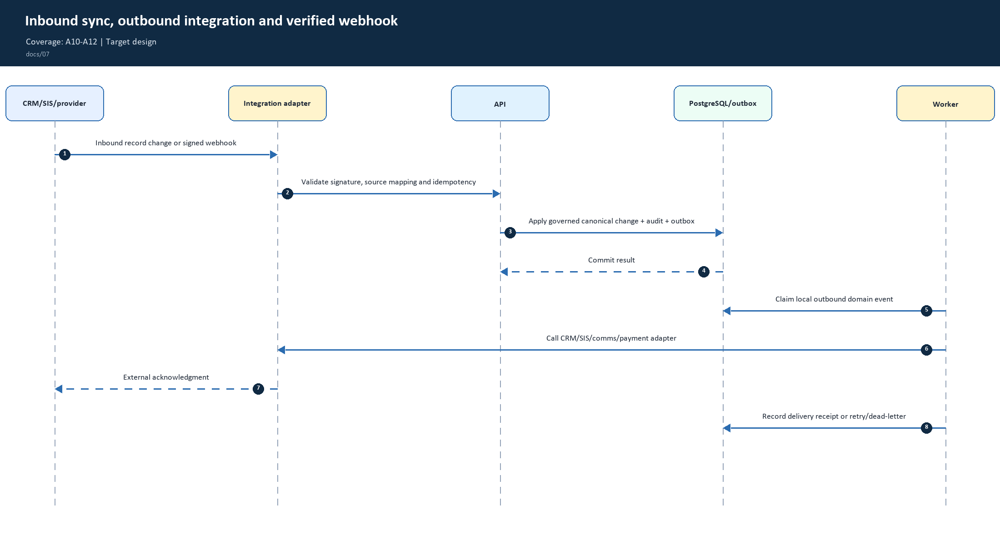 Inbound sync, outbound integration and verified webhook
Coverage: A10-A12 | Target design
docs/07
CRM/SIS/provider
Integration adapter
API
PostgreSQL/outbox
Worker
Inbound record change or signed webhook
1
Validate signature, source mapping and idempotency
2
Apply governed canonical change + audit + outbox
3
Commit result
4
Claim local outbound domain event
5
Call CRM/SIS/comms/payment adapter
6
External acknowledgment
7
Record delivery receipt or retry/dead-letter
8